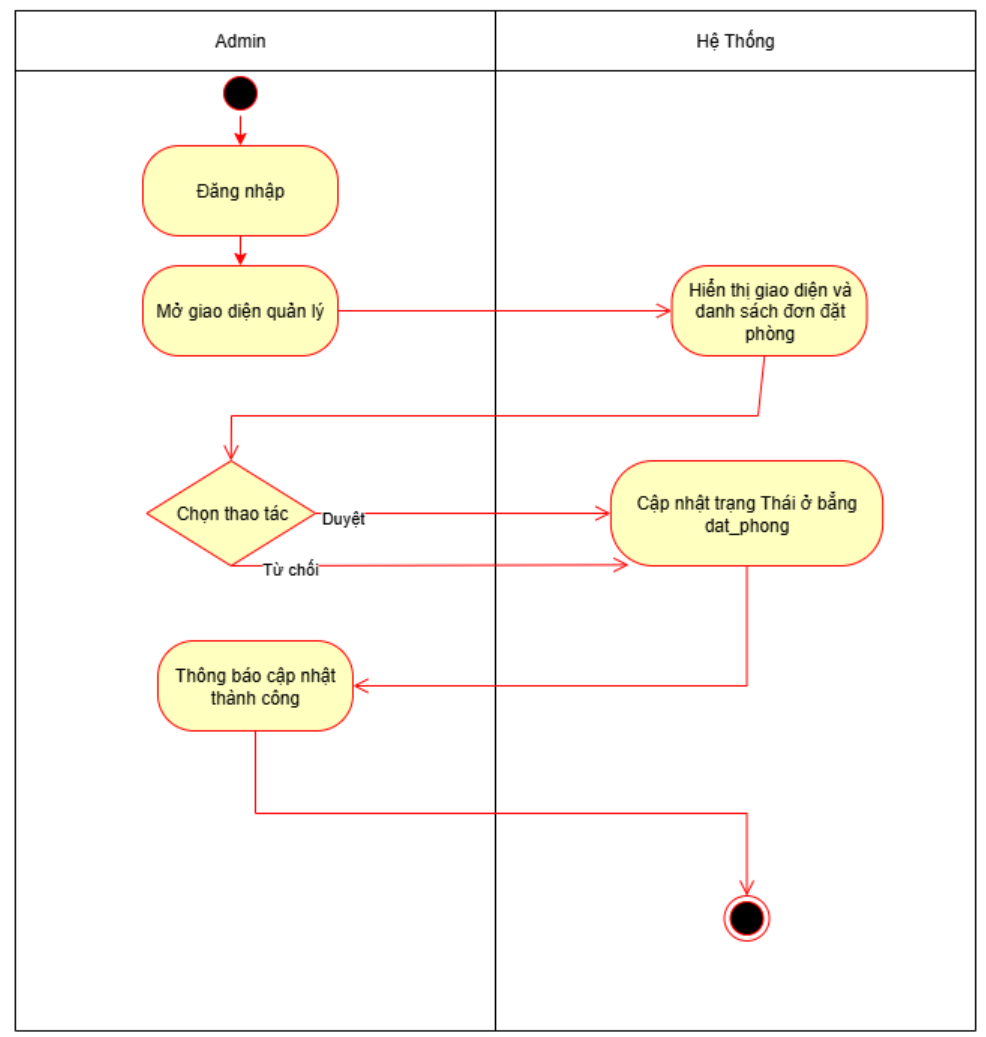 Admin
Hệ Thống
Đăng nhập
Mở giao diện quản lý
Hiển thị giao diện và
danh sách đơn đặt
phòng
Chọn thao tác
Duyệt
Cập nhật trạng Thái ở bẳng
dat_phong
Từ chối
Thông báo cập nhật
thành công